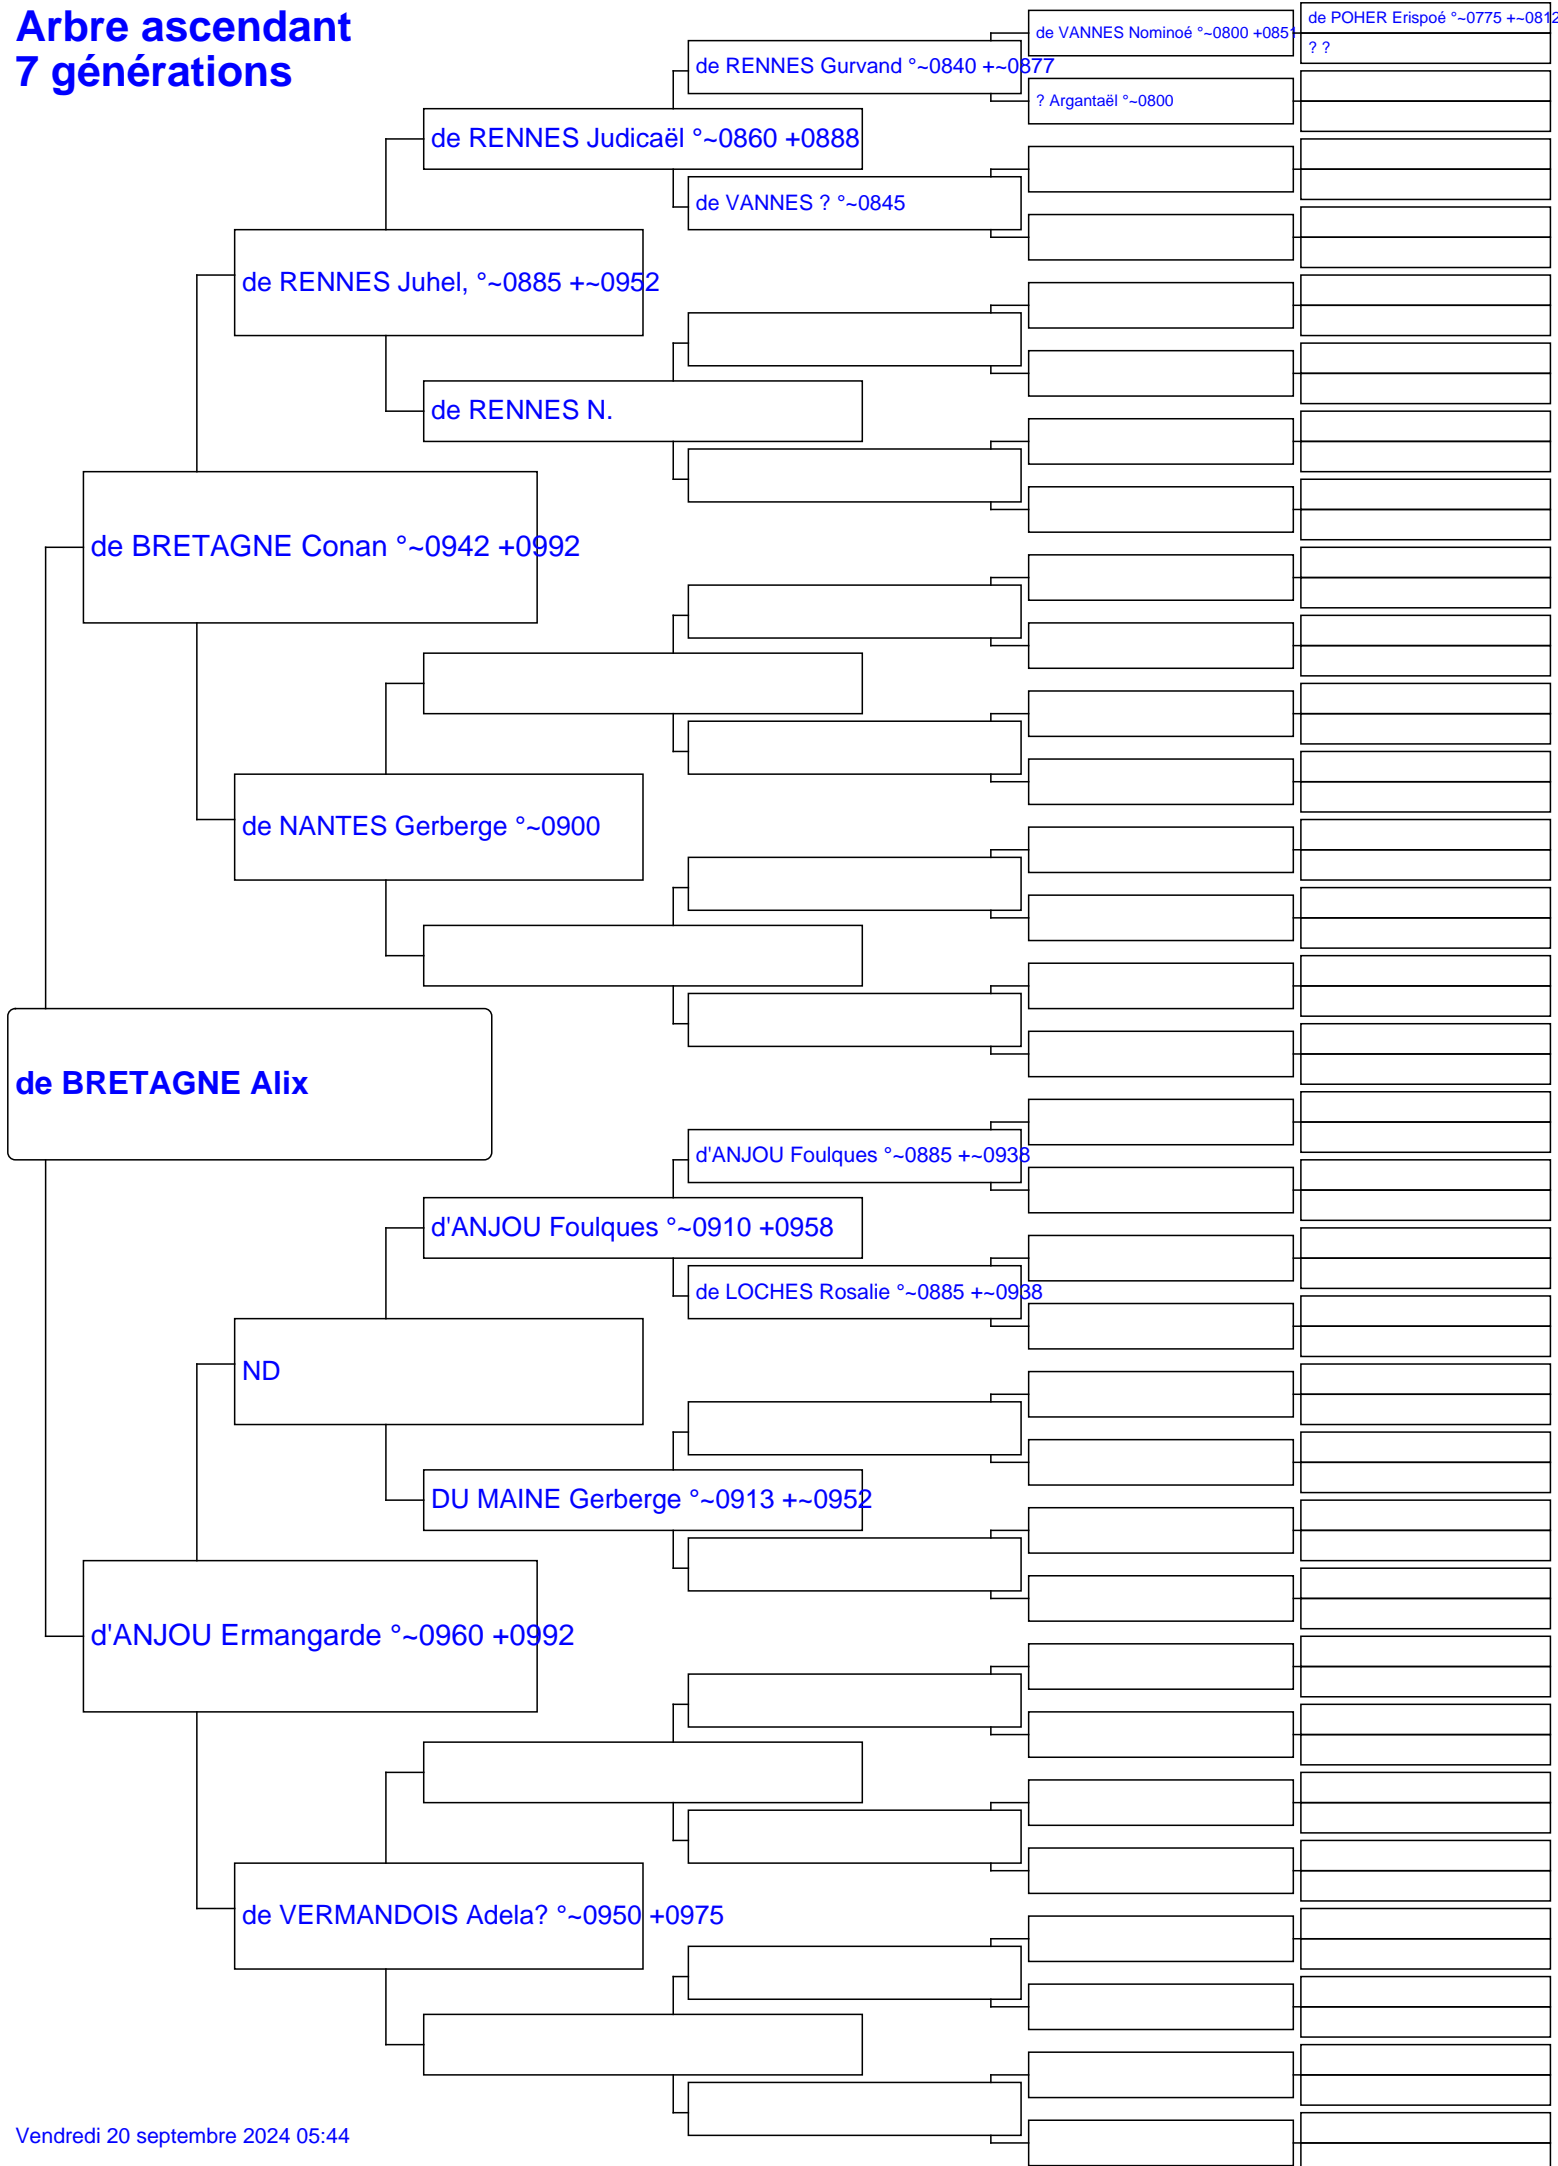 Arbre ascendant
7 générations
de POHER Erispoé °~0775 +~0812
? ?
de VANNES Nominoé °~0800 +0851
de RENNES Gurvand °~0840 +~0877
? Argantaël °~0800
de RENNES Judicaël °~0860 +0888
de VANNES ? °~0845
de RENNES Juhel, °~0885 +~0952
de RENNES N.
de BRETAGNE Conan °~0942 +0992
de NANTES Gerberge °~0900
de BRETAGNE Alix
d'ANJOU Foulques °~0885 +~0938
d'ANJOU Foulques °~0910 +0958
de LOCHES Rosalie °~0885 +~0938
ND
DU MAINE Gerberge °~0913 +~0952
d'ANJOU Ermangarde °~0960 +0992
de VERMANDOIS Adela? °~0950 +0975
Vendredi 20 septembre 2024 05:44